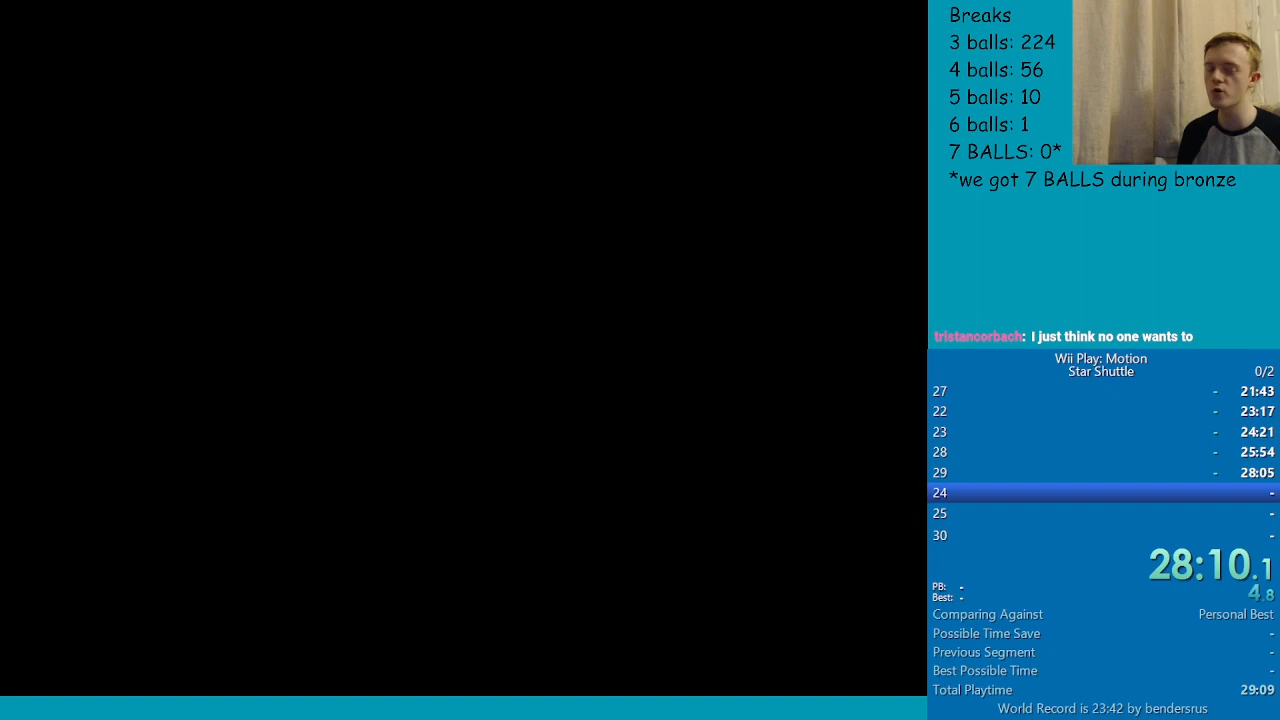 Breaks
3 balls: 224
4 balls: 56
5 balls: 10
6 balls: 1
7 BALLS: 0*
*we got 7 BALLS during bronze
tristancorbach: I just think no one wants to
Wii Play: Motion
Star Shuttle 0/2
27 - 21:43
22 - 23:17
23 - 24:21
28 - 25:54
29 - 28:05
24 -
25 -
30 -
28:10.1
PB: -
Best: -
4.8
Comparing Against Personal Best
Possible Time Save -
Previous Segment -
Best Possible Time -
Total Playtime 29:09
World Record is 23:42 by bendersrus